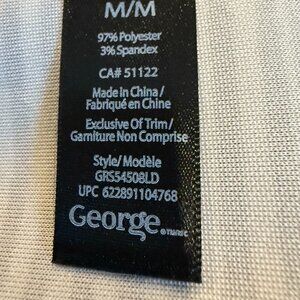 M/M
97% Polyester
3% Spandex
CA# 51122
Made in China /
Fabriqué en Chine
Exclusive Of Trim /
Garniture Non Comprise
Style/ Modèle
GRS54508LD
UPC 622891104768
George